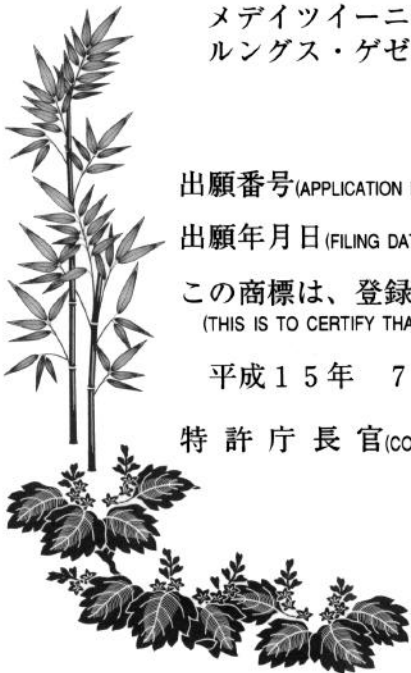 メデイツイーニ
ルングス・ゲゼ
出願番号(APPLICATION
出願年月日(FILING DAT
この商標は、登録
(THIS IS TO CERTIFY THA
平成15年 7
特許庁長官(CO